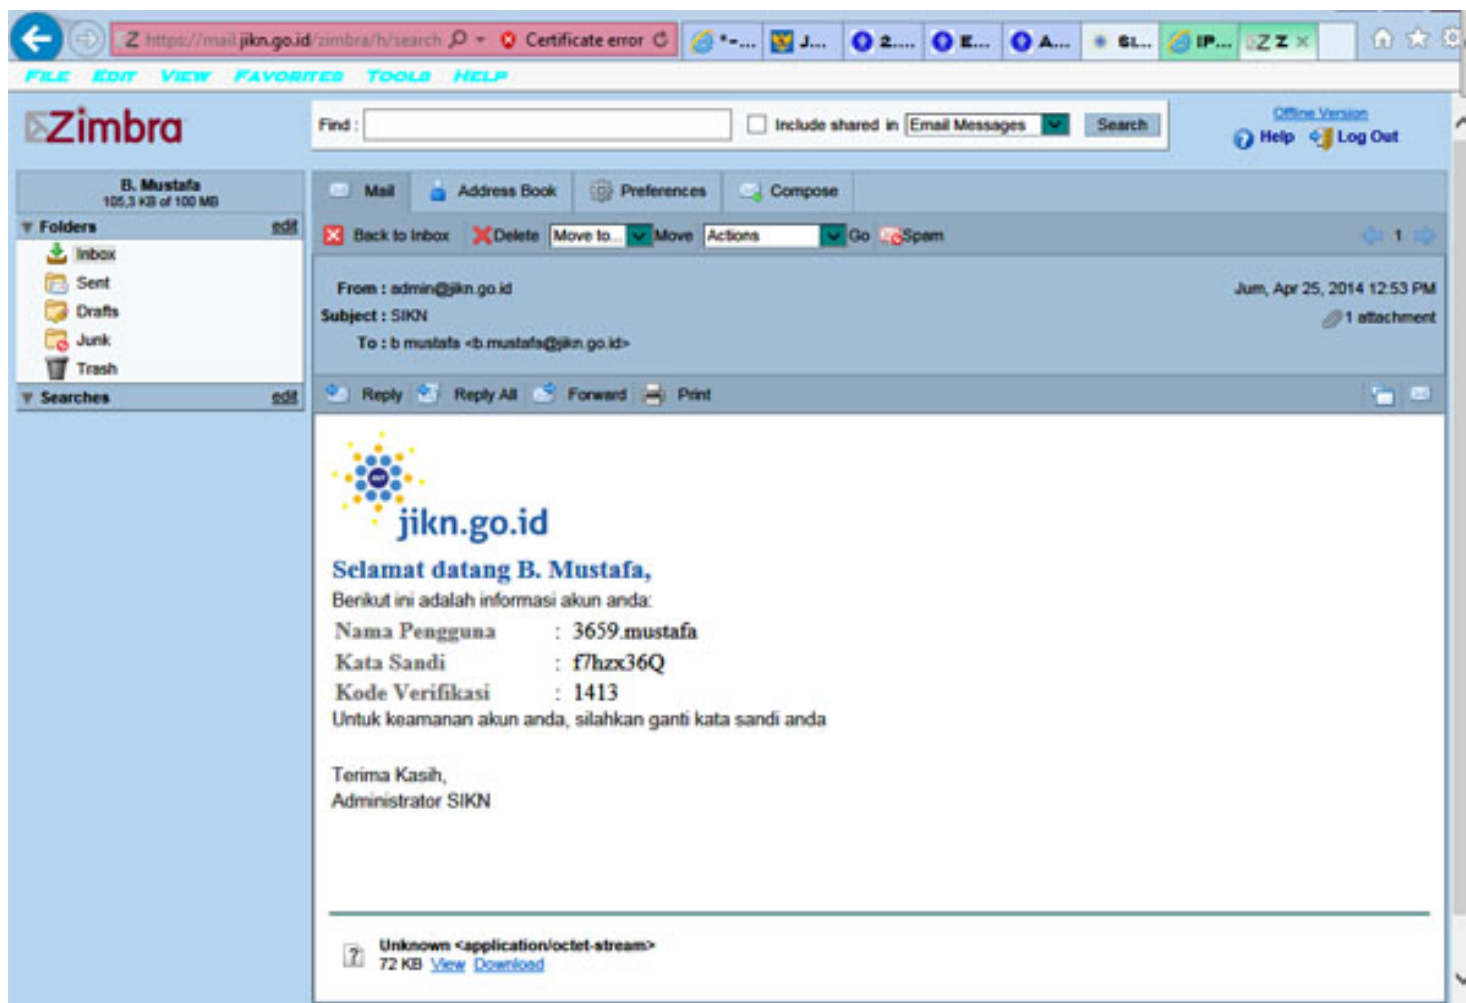 Z https://mail.jikn.go.id/zimbra/h/search Certificate error *-... J... 2.... E... A... SI... IP... Z Z
FILE EDIT VIEW FAVORITES TOOLS HELP
Zimbra
Find : Include shared in Email Messages Search
Offline Version
Help Log Out
B. Mustafa
105,3 KB of 100 MB
Mail Address Book Preferences Compose
Folders edit
Inbox
Sent
Drafts
Junk
Trash
Searches edit
Back to Inbox Delete Move to... Move Actions Go Spam 1
From : admin@jikn.go.id
Jum, Apr 25, 2014 12:53 PM
Subject : SIKN
1 attachment
To : b mustafa <b.mustafa@jikn.go.id>
Reply Reply All Forward Print
jikn.go.id
Selamat datang B. Mustafa,
Berikut ini adalah informasi akun anda:
Nama Pengguna : 3659.mustafa
Kata Sandi : f7hzx36Q
Kode Verifikasi : 1413
Untuk keamanan akun anda, silahkan ganti kata sandi anda
Terima Kasih,
Administrator SIKN
Unknown <application/octet-stream>
72 KB View Download